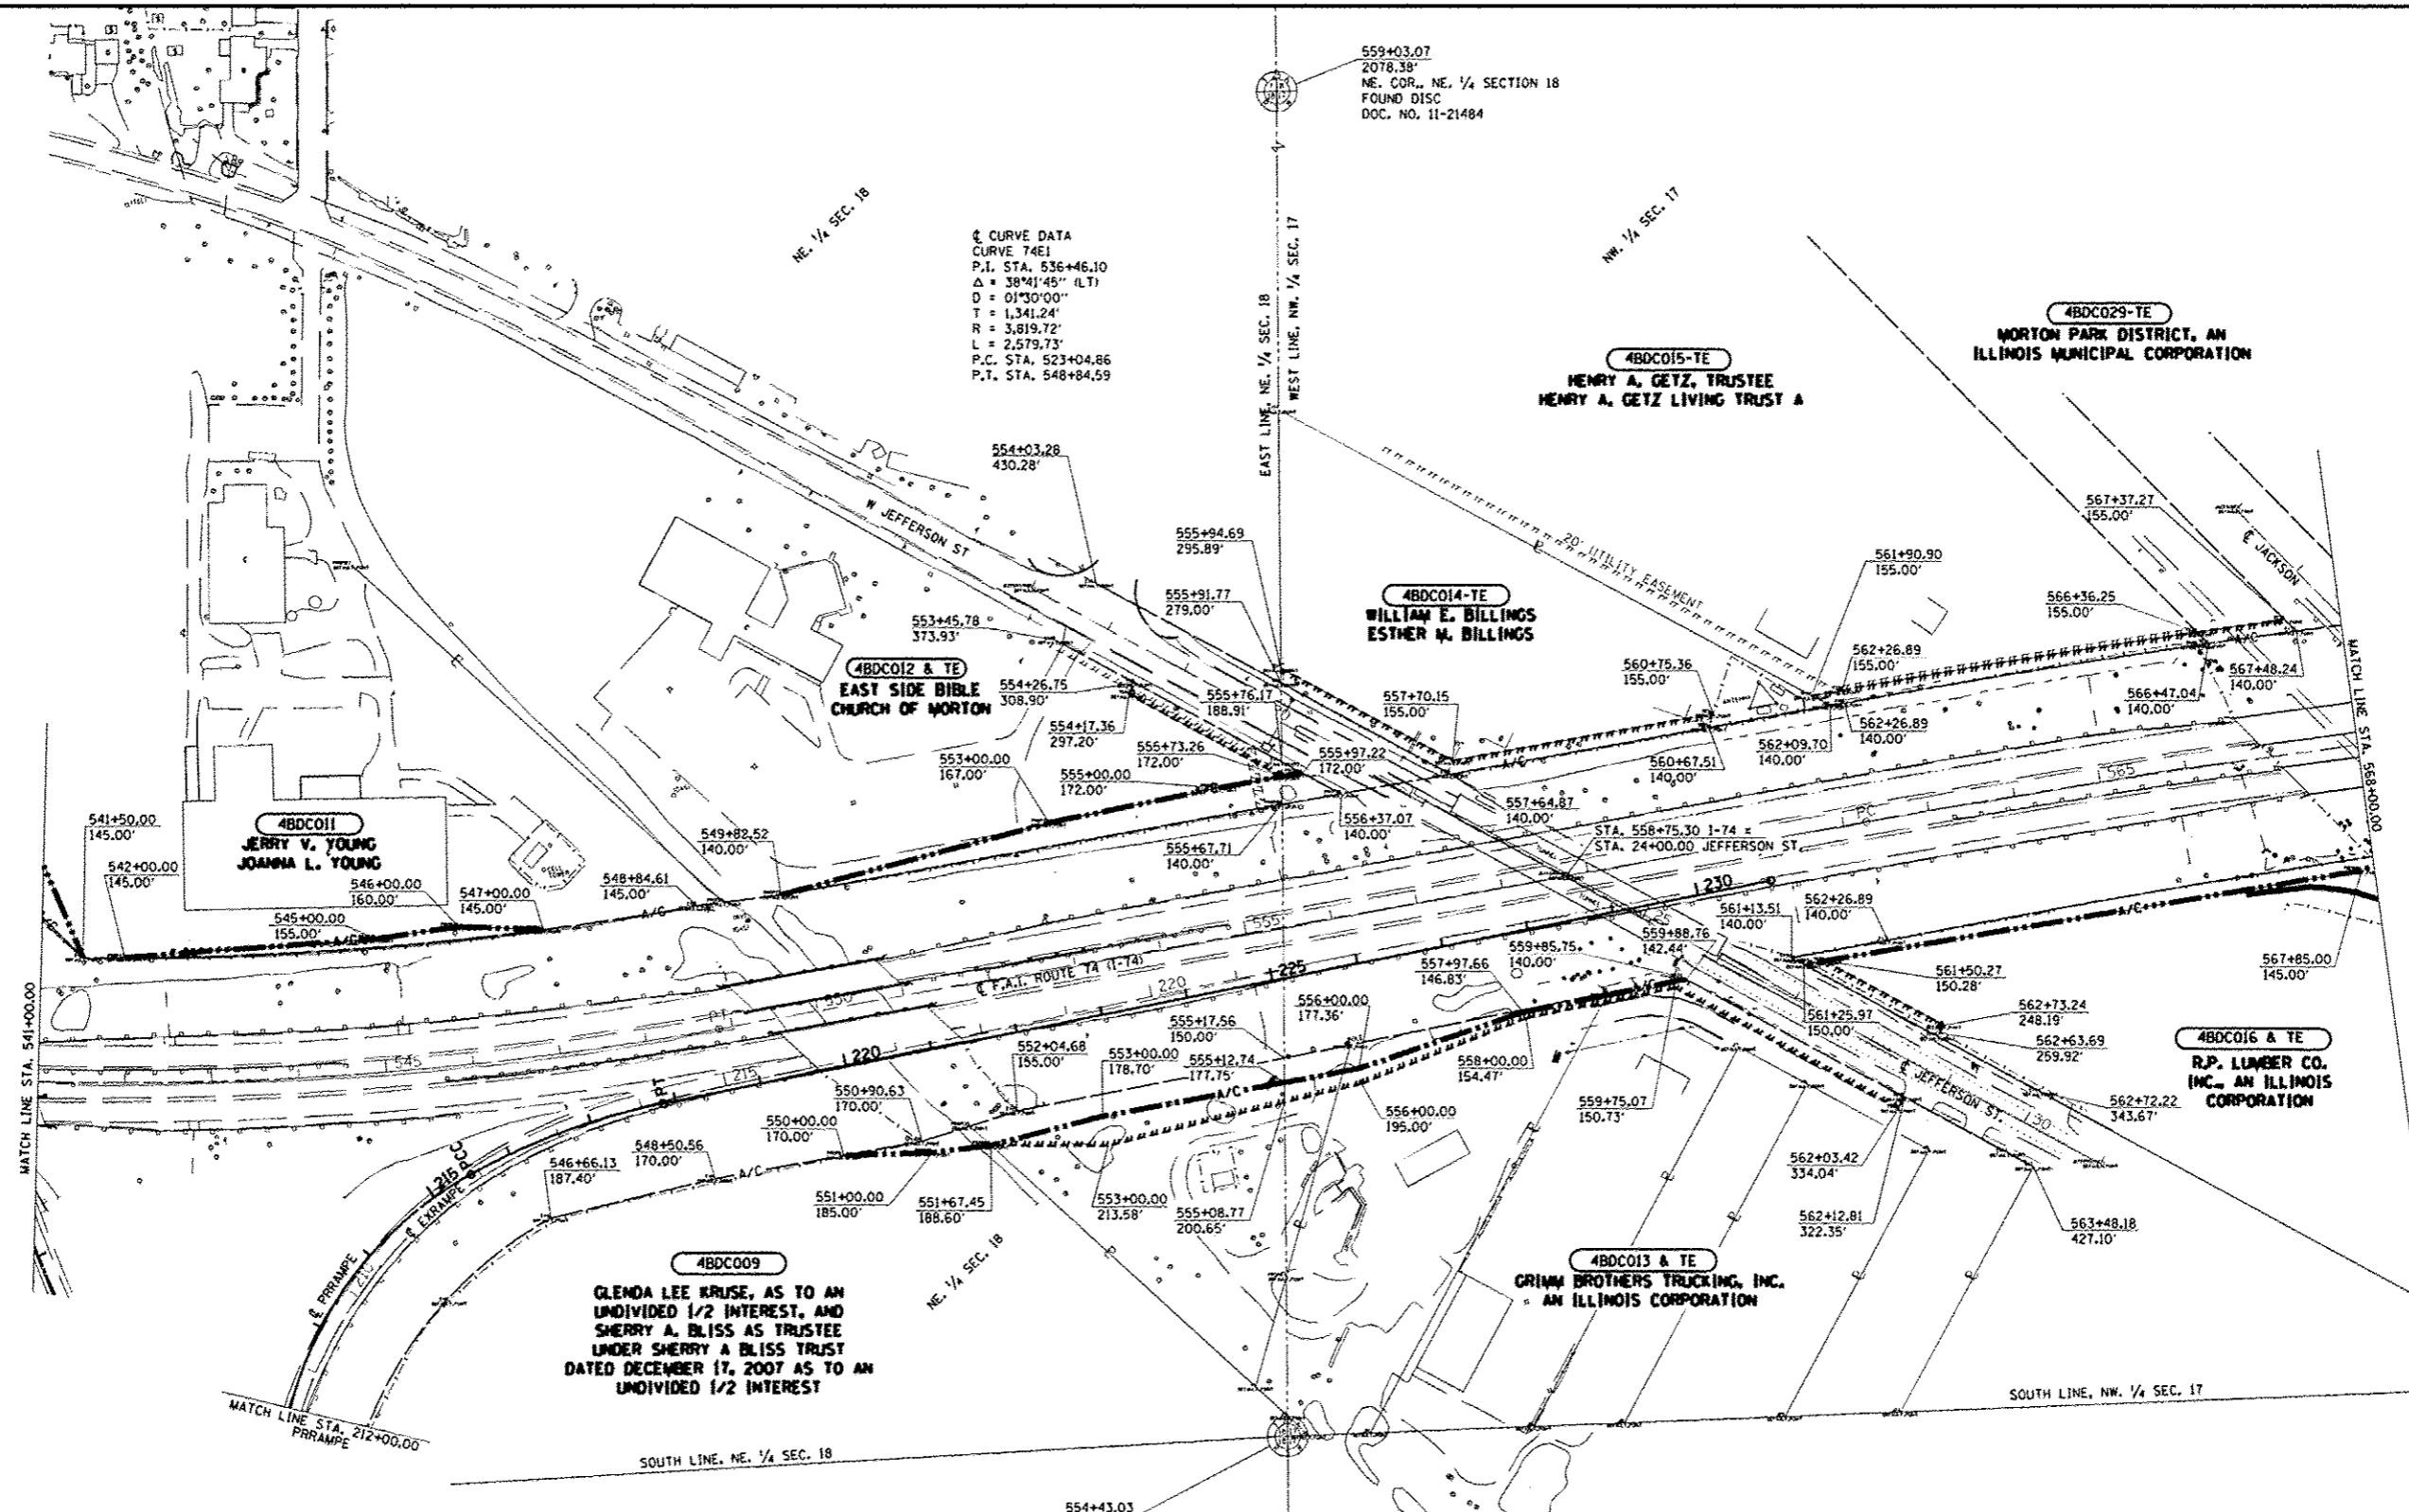 559+03.07
2078.38'
NE. COR., NE. 1/4 SECTION 18
FOUND DISC
DOC. NO. 11-21484
NE. 1/4 SEC. 18
NW. 1/4 SEC. 17
℄ CURVE DATA
CURVE 74E1
P.I. STA. 536+46.10
Δ = 38°41'45" (LT)
D = 01°30'00"
T = 1,341.24'
R = 3,819.72'
L = 2,579.73'
P.C. STA. 523+04.86
P.T. STA. 548+84.59
EAST LINE, NE. 1/4 SEC. 18
WEST LINE, NW. 1/4 SEC. 17
4BDC029-TE
MORTON PARK DISTRICT, AN
ILLINOIS MUNICIPAL CORPORATION
4BDC015-TE
HENRY A. GETZ, TRUSTEE
HENRY A. GETZ LIVING TRUST A
554+03.28
430.28'
W JEFFERSON ST
555+94.69
295.89'
555+91.77
279.00'
20' UTILITY EASEMENT
567+37.27
155.00'
℄ JACKSON
561+90.90
155.00'
566+36.25
155.00'
4BDC014-TE
WILLIAM E. BILLINGS
ESTHER M. BILLINGS
553+45.78
373.93'
4BDC012 & TE
EAST SIDE BIBLE
CHURCH OF MORTON
554+26.75
308.90'
554+17.36
297.20'
555+76.17
188.91'
555+73.26
172.00'
557+70.15
155.00'
560+75.36
155.00'
562+26.89
155.00'
567+48.24
140.00'
566+47.04
140.00'
562+26.89
140.00'
562+09.70
140.00'
560+67.51
140.00'
A/C
A/C
MATCH LINE STA. 568+00.00
553+00.00
167.00'
555+00.00
172.00'
555+97.22
172.00'
557+64.87
140.00'
556+37.07
140.00'
555+67.71
140.00'
STA. 558+75.30 I-74 =
STA. 24+00.00 JEFFERSON ST.
565
PC
541+50.00
145.00'
542+00.00
145.00'
4BDC011
JERRY V. YOUNG
JOANNA L. YOUNG
546+00.00
160.00'
547+00.00
145.00'
545+00.00
155.00'
548+84.61
145.00'
549+82.52
140.00'
A/C
A/C
230
25
561+13.51
140.00'
562+26.89
140.00'
A/C
567+85.00
145.00'
561+50.27
150.28'
561+25.97
150.00'
562+73.24
248.19'
562+63.69
259.92'
4BDC016 & TE
R.P. LUMBER CO.
INC., AN ILLINOIS
CORPORATION
MATCH LINE STA. 541+00.00
545
550
PT
555
℄ F.A.I. ROUTE 74 (I-74)
215
220
220
225
559+88.76
142.44'
559+85.75
140.00'
557+97.66
146.83'
556+00.00
177.36'
555+17.56
150.00'
552+04.68
155.00'
553+00.00
178.70'
555+12.74
177.75'
A/C
558+00.00
154.47'
556+00.00
195.00'
559+75.07
150.73'
℄ JEFFERSON ST.
30
562+72.22
343.67'
562+03.42
334.04'
562+12.81
322.35'
563+48.18
427.10'
PT
PCC
215
℄ EXRAMPE
℄ PRRAMPE
210
550+90.63
170.00'
550+00.00
170.00'
548+50.56
170.00'
546+66.13
187.40'
A/C
551+00.00
185.00'
551+67.45
188.60'
553+00.00
213.58'
555+08.77
200.65'
4BDC009
GLENDA LEE KRUSE, AS TO AN
UNDIVIDED 1/2 INTEREST, AND
SHERRY A. BLISS AS TRUSTEE
UNDER SHERRY A BLISS TRUST
DATED DECEMBER 17, 2007 AS TO AN
UNDIVIDED 1/2 INTEREST
NE. 1/4 SEC. 18
4BDC013 & TE
GRIMM BROTHERS TRUCKING, INC.
AN ILLINOIS CORPORATION
MATCH LINE STA. 212+00.00
PRRAMPE
SOUTH LINE, NE. 1/4 SEC. 18
SOUTH LINE, NW. 1/4 SEC. 17
554+43.03